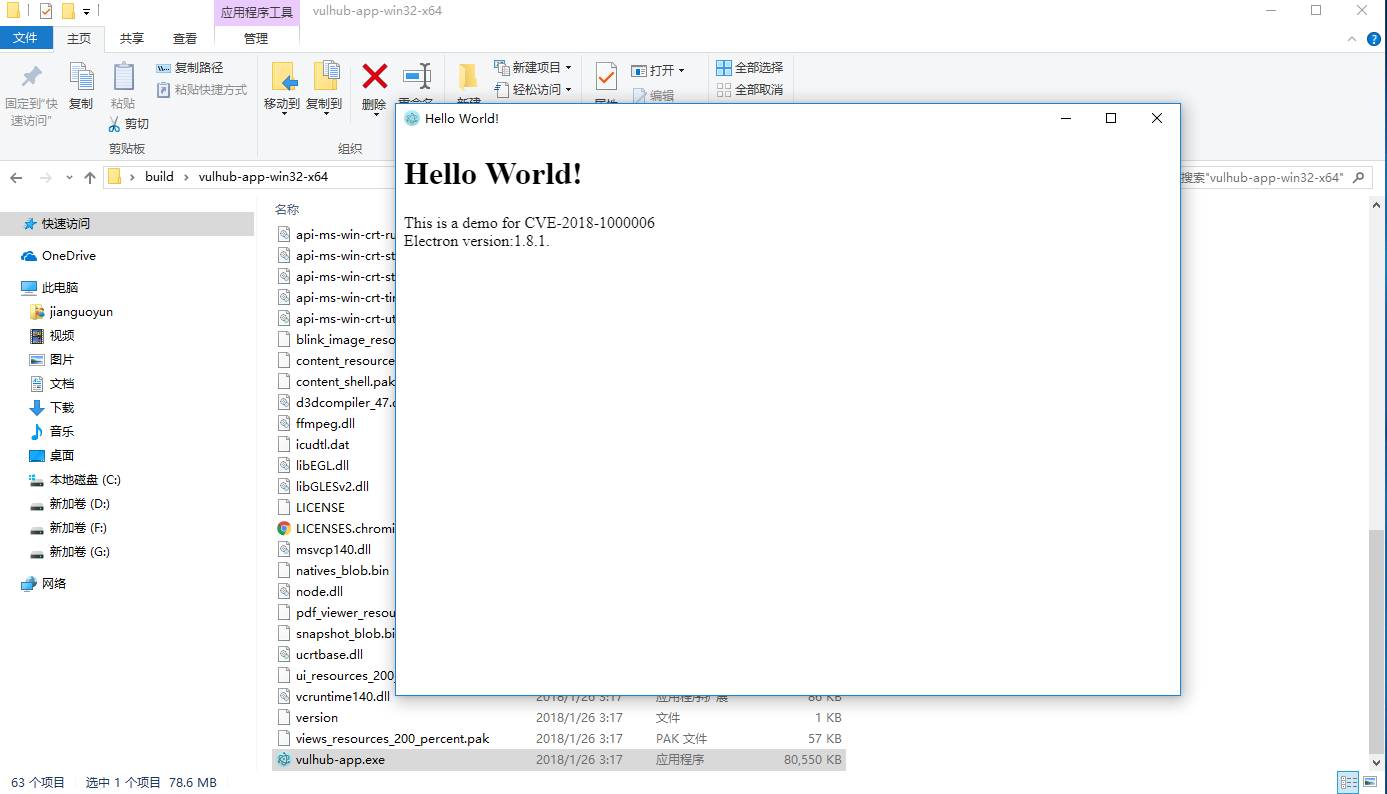 应用程序工具 vulhub-app-win32-x64
文件 主页 共享 查看 管理
固定到"快速访问"
复制
粘贴
复制路径
粘贴快捷方式
剪切
剪贴板
移动到
复制到
删除
组织
新建项目
轻松访问
打开
编辑
全部选择
全部取消
build vulhub-app-win32-x64
搜索"vulhub-app-win32-x64"
快速访问
OneDrive
此电脑
jianguoyun
视频
图片
文档
下载
音乐
桌面
本地磁盘 (C:)
新加卷 (D:)
新加卷 (F:)
新加卷 (G:)
网络
名称
api-ms-win-crt-ru
api-ms-win-crt-st
api-ms-win-crt-st
api-ms-win-crt-tir
api-ms-win-crt-ut
blink_image_reso
content_resource
content_shell.pak
d3dcompiler_47.c
ffmpeg.dll
icudtl.dat
libEGL.dll
libGLESv2.dll
LICENSE
LICENSES.chromi
msvcp140.dll
natives_blob.bin
node.dll
pdf_viewer_resou
snapshot_blob.bi
ucrtbase.dll
ui_resources_200_
vcruntime140.dll 2018/1/26 3:17 应用程序扩展 86 KB
version 2018/1/26 3:17 文件 1 KB
views_resources_200_percent.pak 2018/1/26 3:17 PAK 文件 57 KB
vulhub-app.exe 2018/1/26 3:17 应用程序 80,550 KB
Hello World!
Hello World!
This is a demo for CVE-2018-1000006
Electron version:1.8.1.
63 个项目 选中 1 个项目 78.6 MB